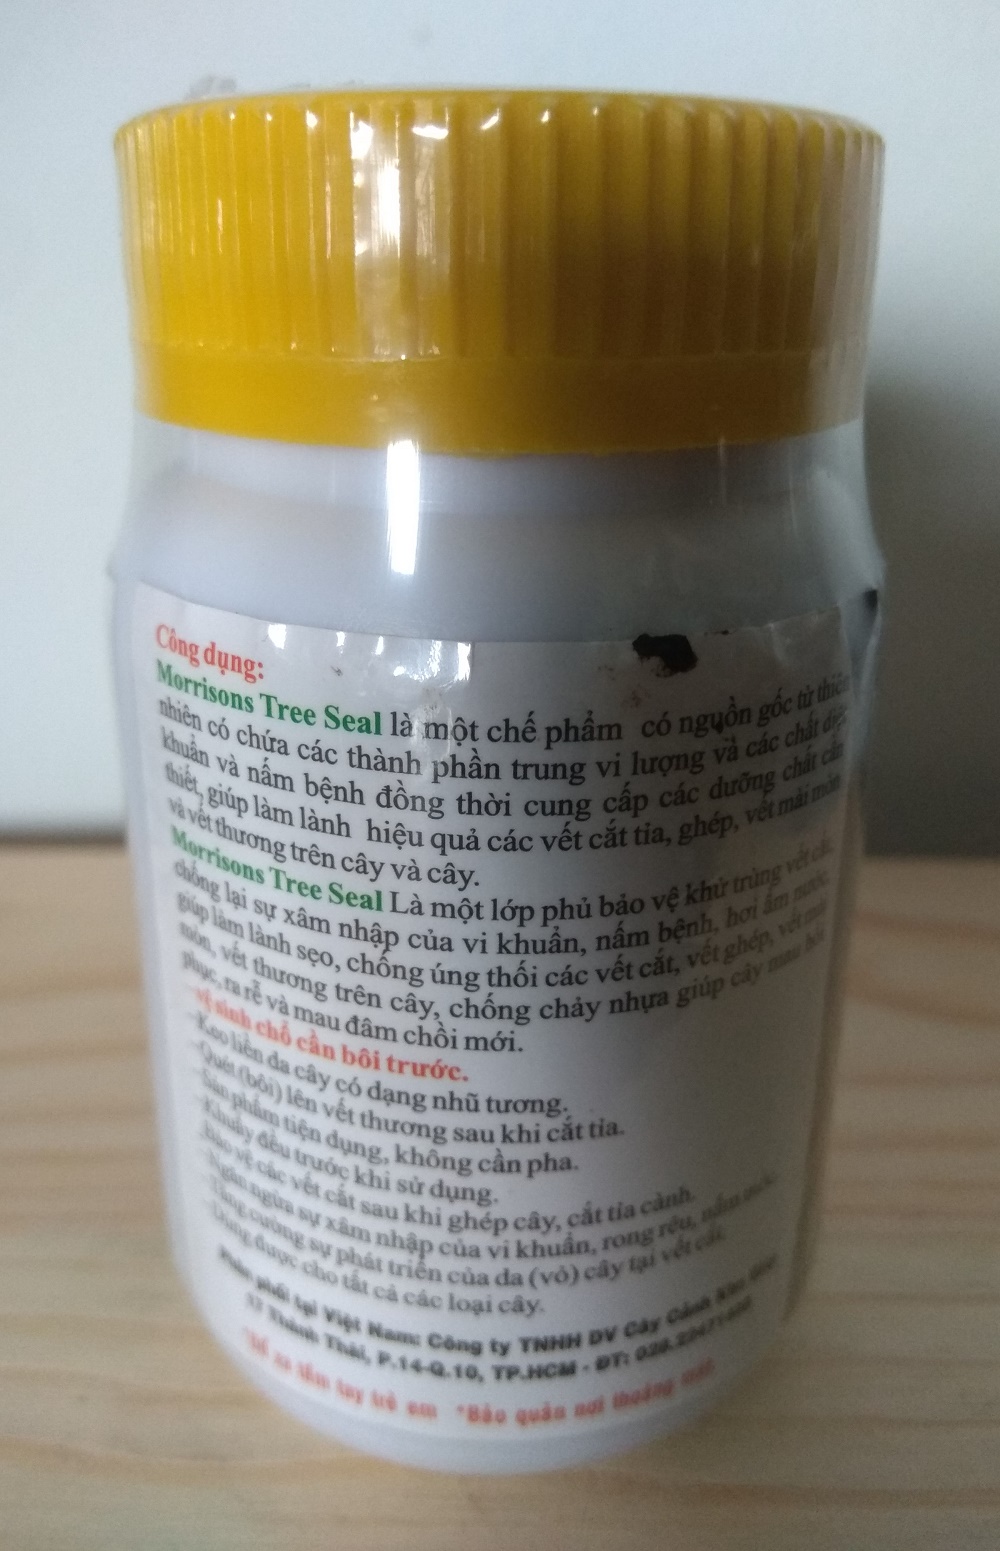 Công dụng:
Morrisons Tree Seal là một chế phẩm có nguồn gốc từ thiên
nhiên có chứa các thành phần trung vi lượng và các chất diệt
khuẩn và nấm bệnh đồng thời cung cấp các dưỡng chất cần
thiết, giúp làm lành hiệu quả các vết cắt tỉa, ghép, vết mài mòn
và vết thương trên cây và cây.
Morrisons Tree Seal Là một lớp phủ bảo vệ khử trùng vết cắt,
chống lại sự xâm nhập của vi khuẩn, nấm bệnh, hơi ẩm nước,
giúp làm lành sẹo, chống úng thối các vết cắt, vết ghép, vết mài
mòn, vết thương trên cây, chống chảy nhựa giúp cây mau hồi
phục, ra rễ và mau đâm chồi mới.
vệ sinh chỗ cần bôi trước.
-Keo liền da cây có dạng nhũ tương.
-Quét (bôi) lên vết thương sau khi cắt tỉa.
-Sản phẩm tiện dụng, không cần pha.
-Khuấy đều trước khi sử dụng.
-Bảo vệ các vết cắt sau khi ghép cây, cắt tỉa cành.
-Ngăn ngừa sự xâm nhập của vi khuẩn, rong rêu, nấm mốc.
-Tăng cường sự phát triển của da (vỏ) cây tại vết cắt.
-Dùng được cho tất cả các loại cây.
Phân phối tại Việt Nam: Công ty TNHH DV Cây Cảnh
17 Thành Thái, P.14-Q.10, TP.HCM - ĐT:
*Để xa tầm tay trẻ em *Bảo quản nơi thoáng mát.